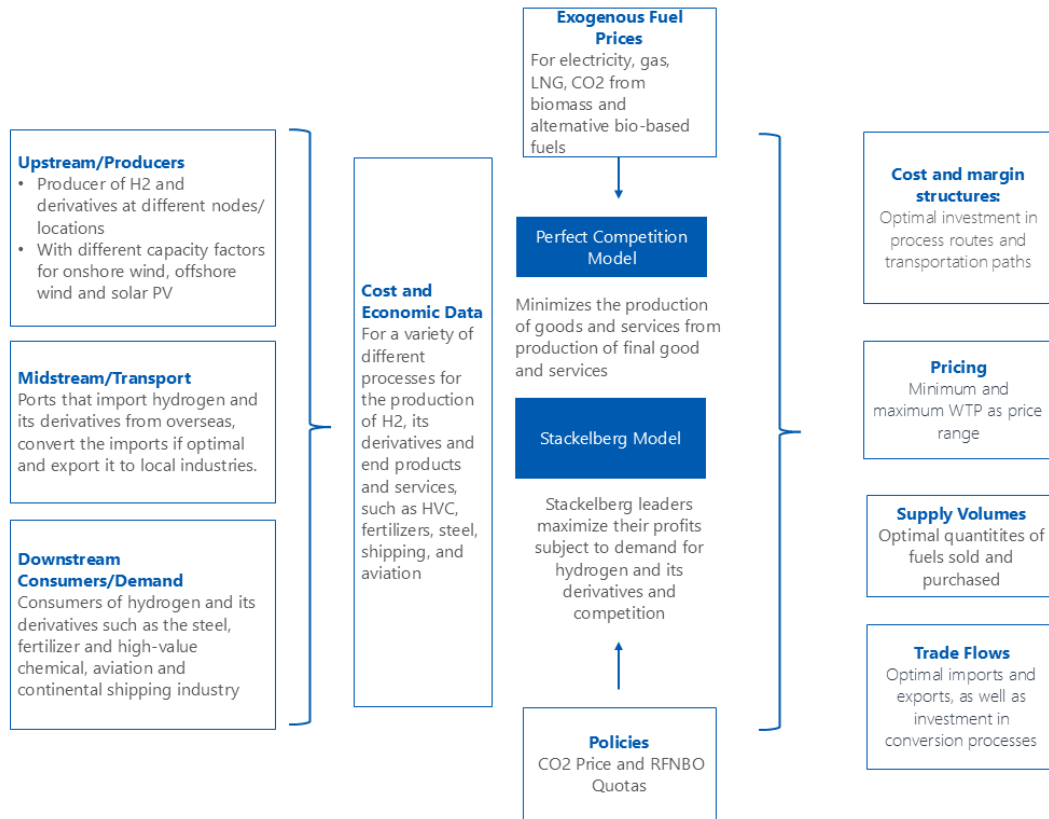 Upstream/Producers
• Producer of H2 and
derivatives at different nodes/
locations
• With different capacity factors
for onshore wind, offshore
wind and solar PV
Midstream/Transport
Ports that import hydrogen and
its derivatives from overseas,
convert the imports if optimal
and export it to local industries.
Downstream
Consumers/Demand
Consumers of hydrogen and its
derivatives such as the steel,
fertilizer and high-value
chemical, aviation and
continental shipping industry
Cost and
Economic Data
For a variety of
different
processes for
the production
of H2, its
derivatives and
end products
and services,
such as HVC,
fertilizers, steel,
shipping, and
aviation
Exogenous Fuel
Prices
For electricity, gas,
LNG, CO2 from
biomass and
alternative bio-based
fuels
Perfect Competition
Model
Minimizes the production
of goods and services from
production of final good
and services
Stackelberg Model
Stackelberg leaders
maximize their profits
subject to demand for
hydrogen and its
derivatives and
competition
Policies
CO2 Price and RFNBO
Quotas
Cost and margin
structures:
Optimal investment in
process routes and
transportation paths
Pricing
Minimum and
maximum WTP as price
range
Supply Volumes
Optimal quantitites of
fuels sold and
purchased
Trade Flows
Optimal imports and
exports, as well as
investment in
conversion processes